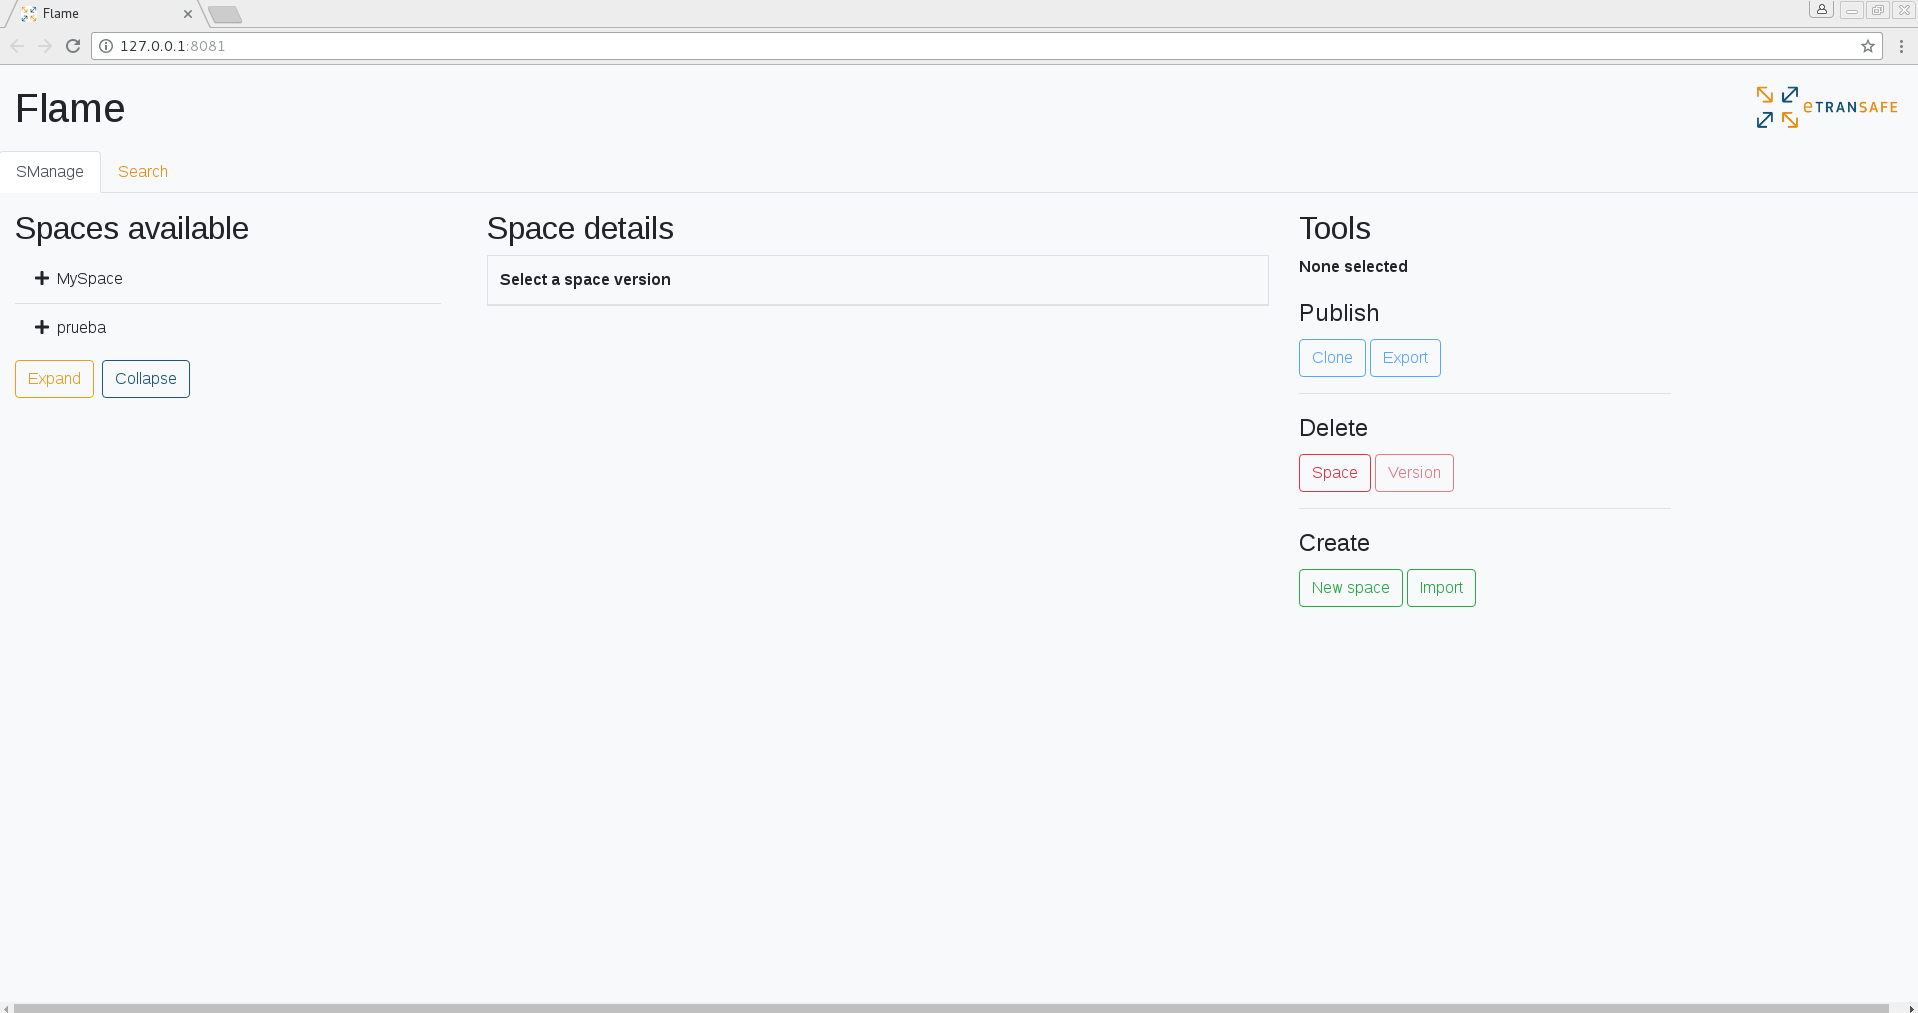 Flame
127.0.0.1:8081
Flame
eTRANSAFE
SManage
Search
Spaces available
MySpace
prueba
Expand
Collapse
Space details
Select a space version
Tools
None selected
Publish
Clone
Export
Delete
Space
Version
Create
New space
Import